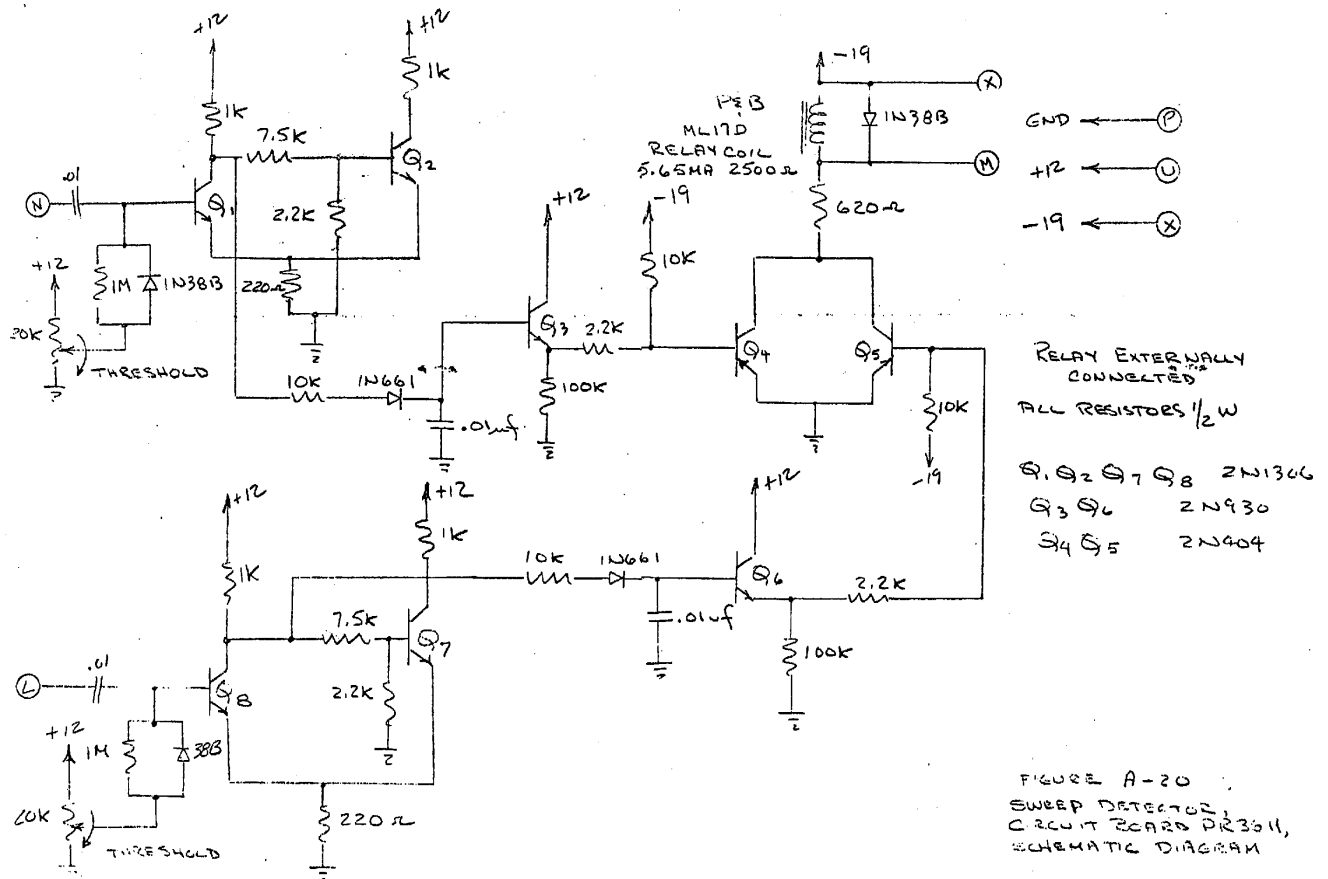 +12
+12
1K
1K
7.5K
Q1
Q2
.01
N
2.2K
+12
1M
1N38B
220Ω
THRESHOLD
10K
1N661
.01uf
+12
Q3
2.2K
100K
-19
10K
P&B
ML17D
RELAY COIL
5.65MA 2500Ω
-19
1N38B
X
M
620Ω
Q4
Q5
10K
-19
GND
P
+12
U
-19
X
RELAY EXTERNALLY
CONNECTED
ALL RESISTORS 1/2 W
Q1 Q2 Q7 Q8 2N1306
Q3 Q6 2N930
Q4 Q5 2N404
+12
+12
1K
1K
7.5K
Q7
.01
L
Q8
2.2K
+12
1M
38B
THRESHOLD
220Ω
10K
1N661
.01uf
+12
Q6
2.2K
100K
FIGURE A-20
SWEEP DETECTOR,
CIRCUIT BOARD
SCHEMATIC DIAGRAM